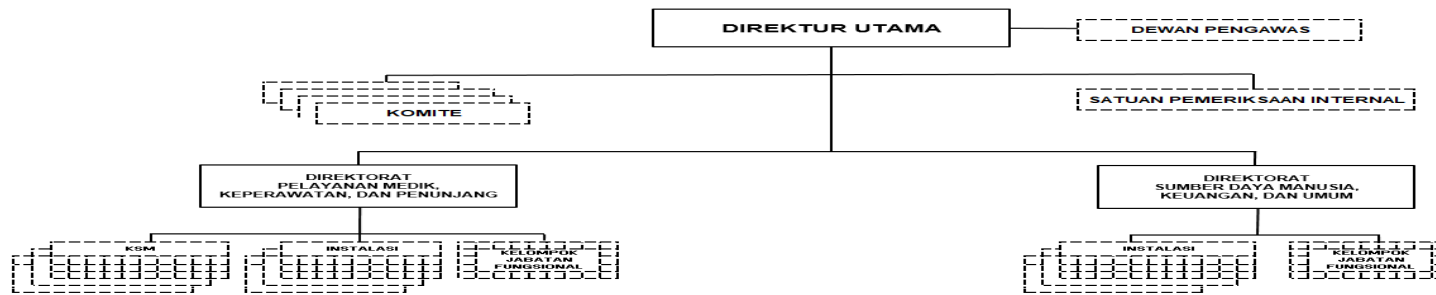 DIREKTUR UTAMA
DEWAN PENGAWAS
KOMITE
SATUAN PEMERIKSAAN INTERNAL
DIREKTORAT
PELAYANAN MEDIK,
KEPERAWATAN, DAN PENUNJANG
DIREKTORAT
SUMBER DAYA MANUSIA,
KEUANGAN, DAN UMUM
KSM
INSTALASI
KELOMPOK
JABATAN
FUNGSIONAL
INSTALASI
KELOMPOK
JABATAN
FUNGSIONAL